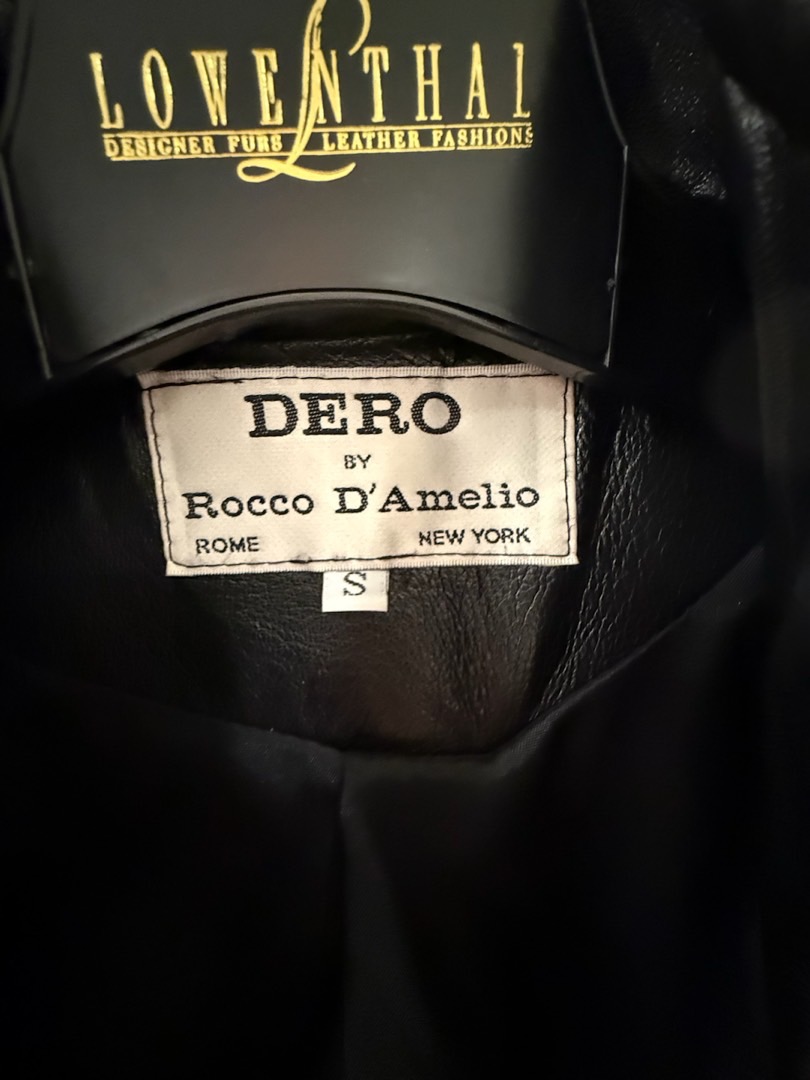 LOWENTHAL
DESIGNER FURS LEATHER FASHIONS
DERO
BY
Rocco D'Amelio
ROME NEW YORK
S